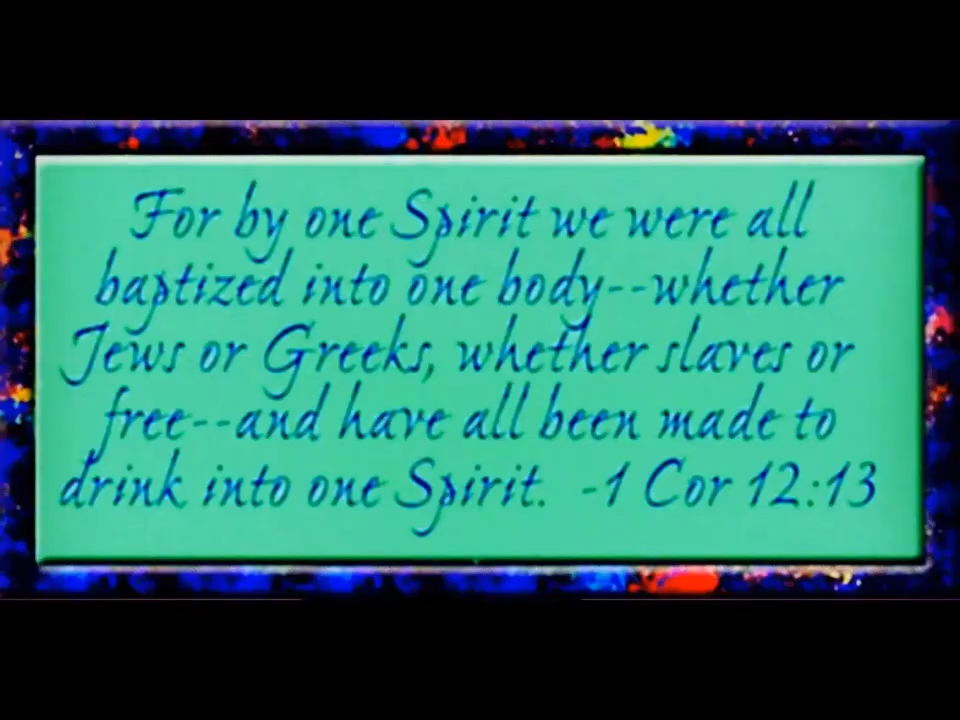 For by one Spirit we were all
baptized into one body--whether
Jews or Greeks, whether slaves or
free--and have all been made to
drink into one Spirit. -1 Cor 12:13